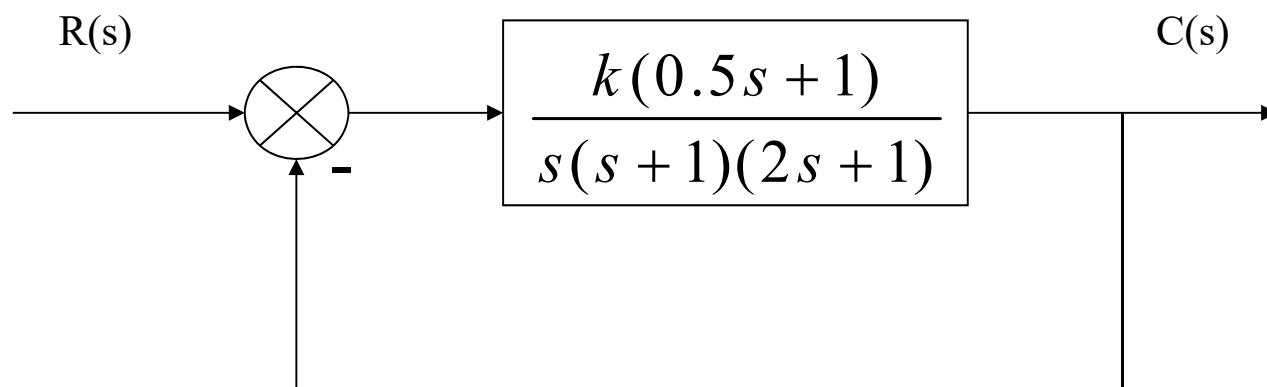 R(s)
C(s)
k(0.5s + 1)
s(s + 1)(2s + 1)
-